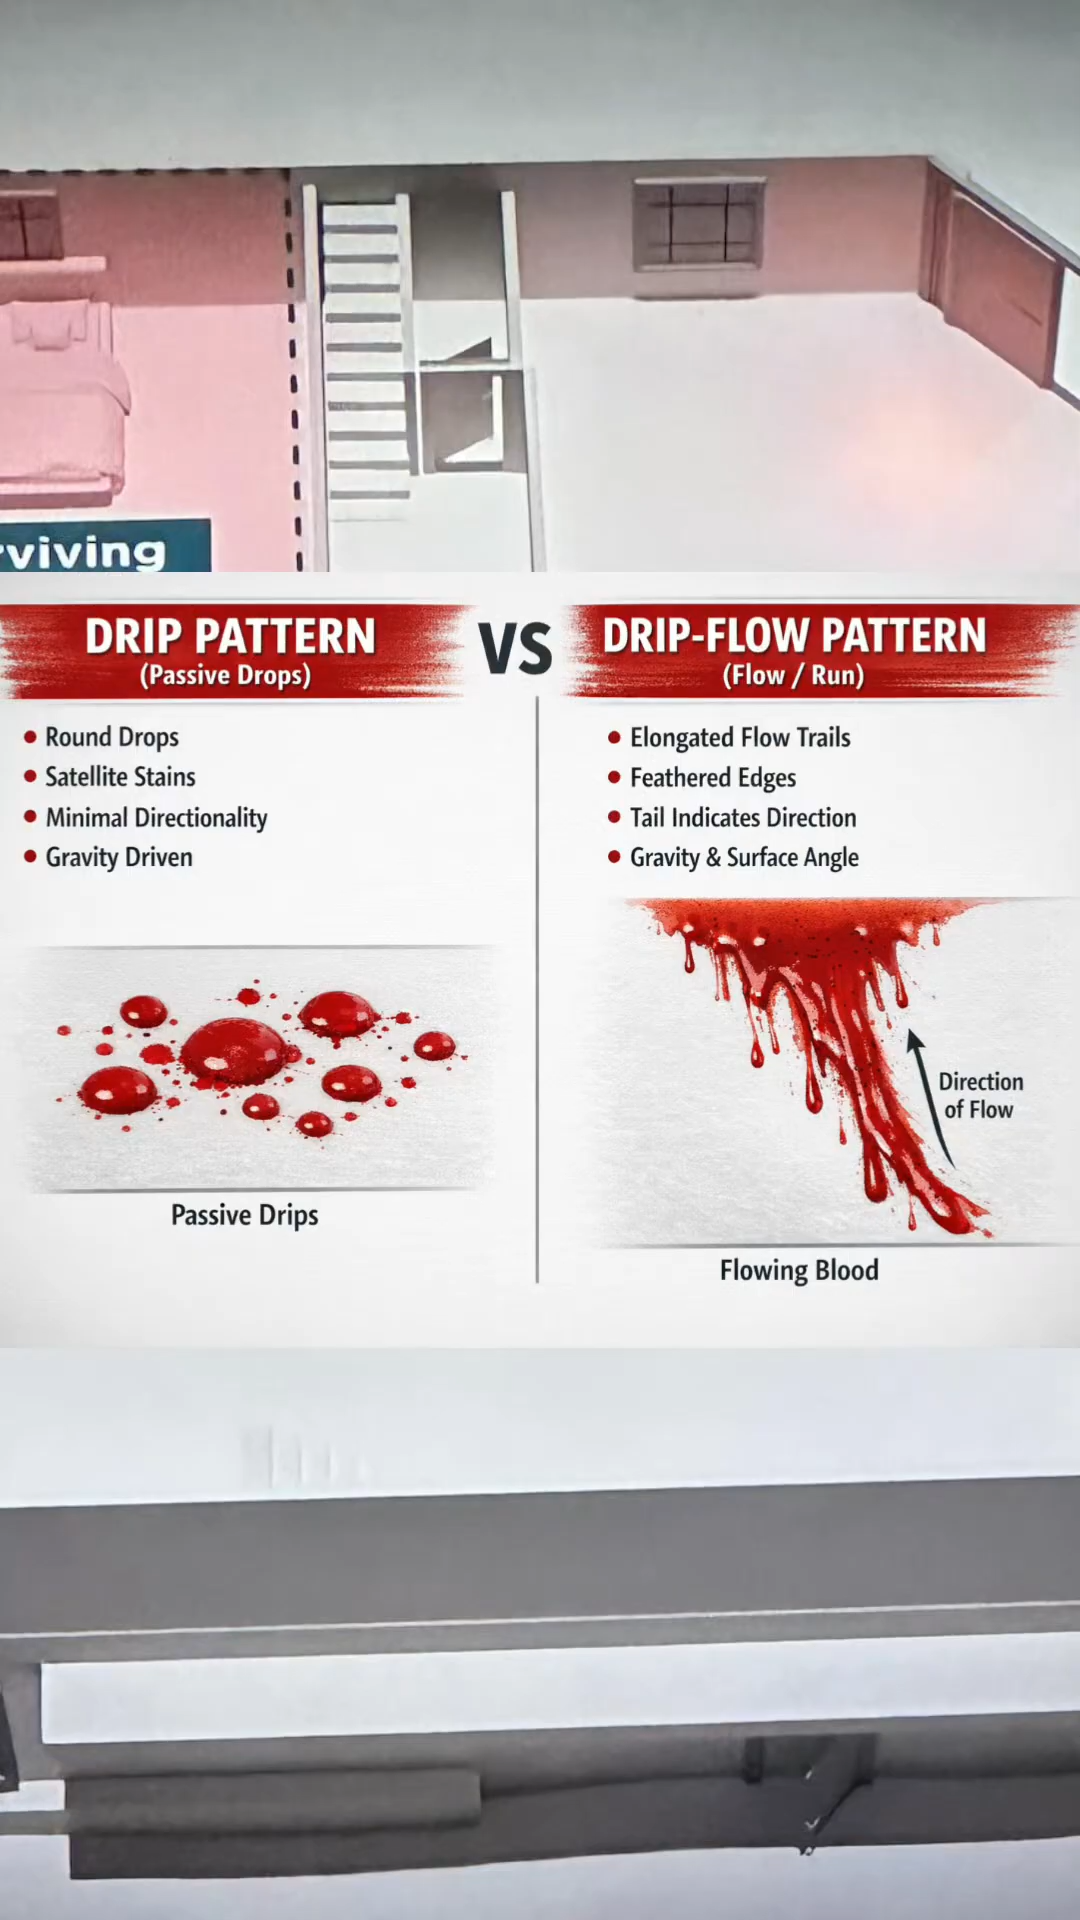 rviving
DRIP PATTERN
(Passive Drops)
VS
DRIP-FLOW PATTERN
(Flow / Run)
Round Drops
Satellite Stains
Minimal Directionality
Gravity Driven
Elongated Flow Trails
Feathered Edges
Tail Indicates Direction
Gravity & Surface Angle
Direction
of Flow
Passive Drips
Flowing Blood